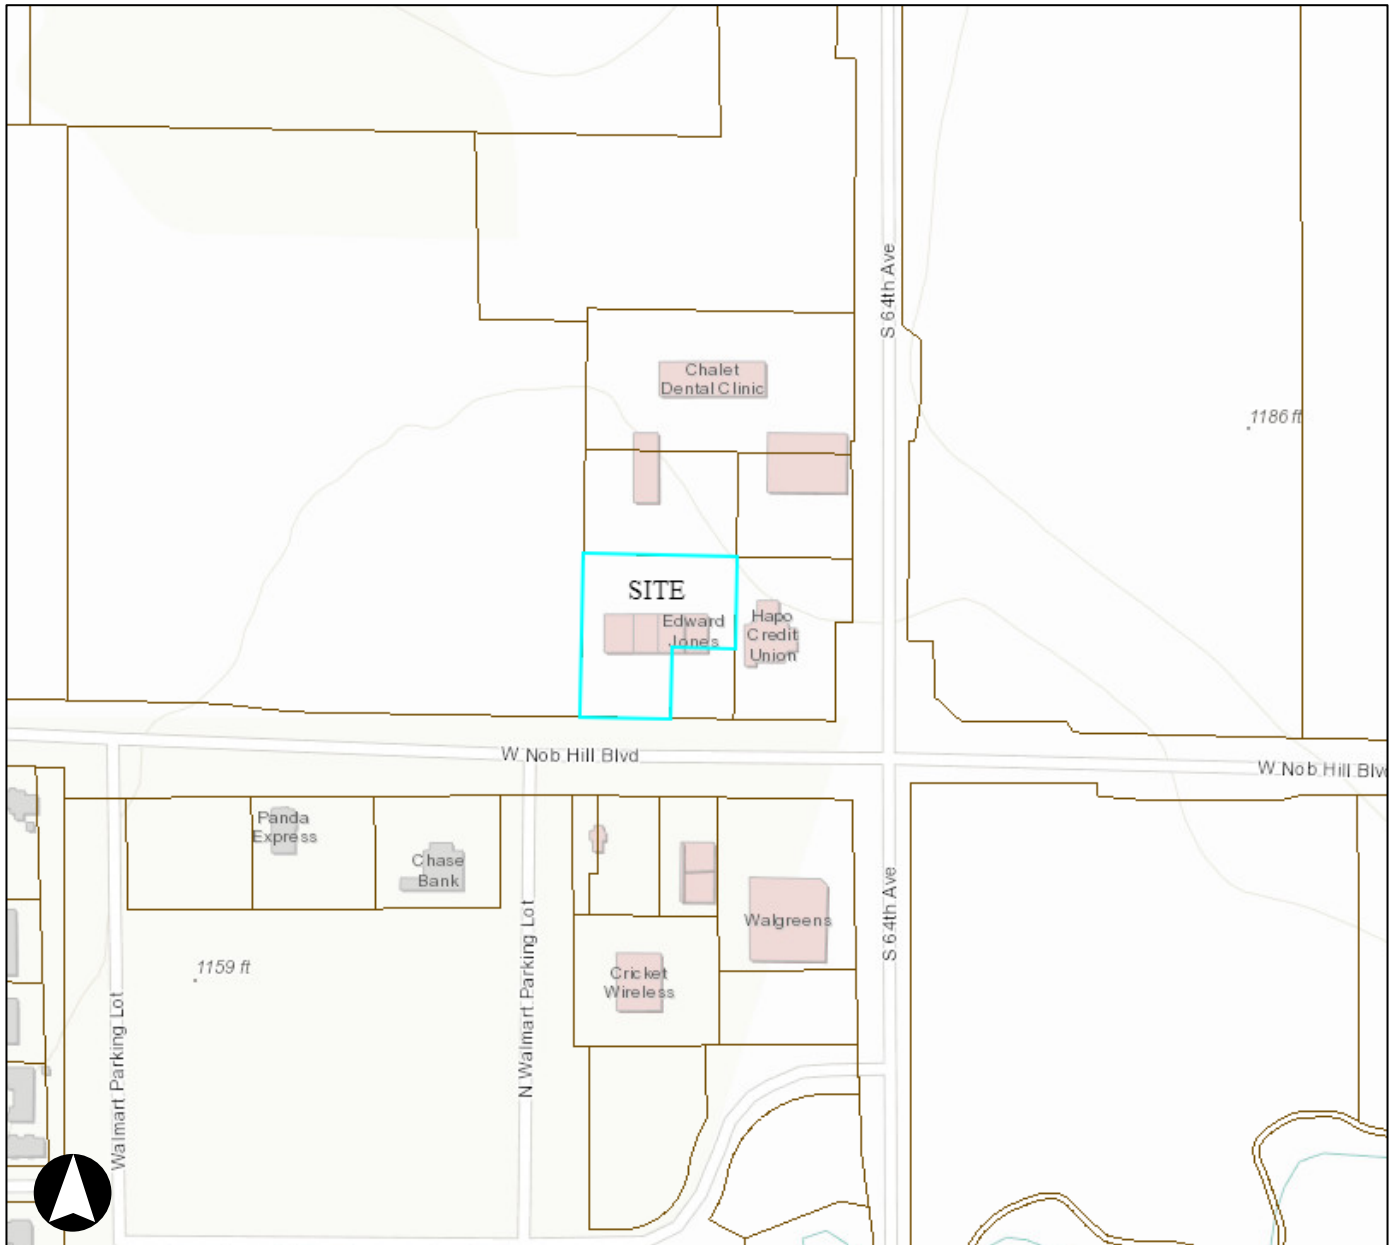 S 64th Ave
Chalet
Dental Clinic
1186 ft
SITE
Edward
Jones
Hapo
Credit
Union
W Nob Hill Blvd
W Nob Hill Blv
Panda
Express
Chase
Bank
Walgreens
S 64th Ave
1159 ft
Cricket
Wireless
N Walmart Parking Lot
Walmart Parking Lot